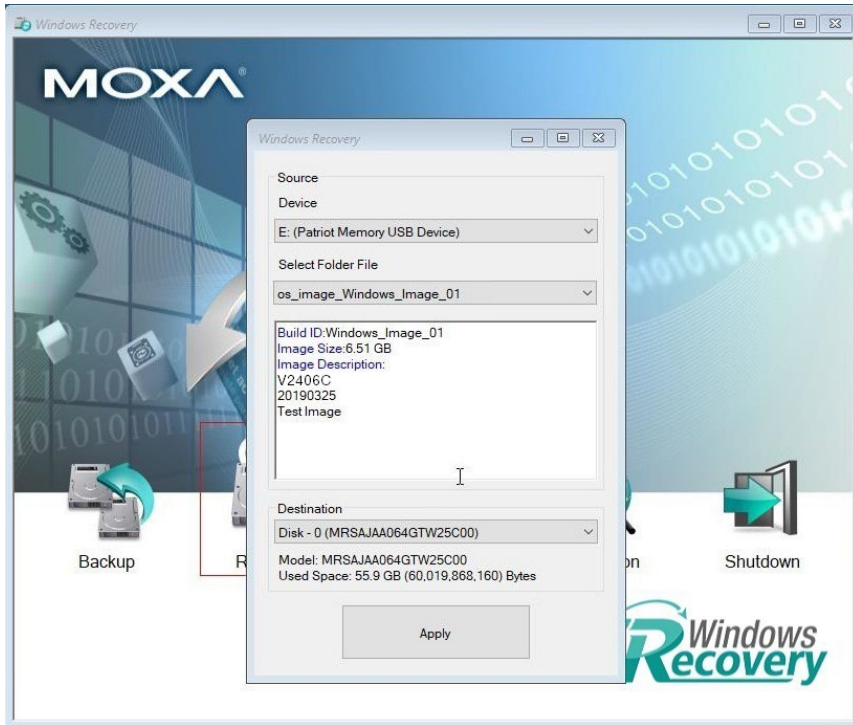 Windows Recovery
MOXA®
Windows Recovery
Source
Device
E: (Patriot Memory USB Device)
Select Folder File
os_image_Windows_Image_01
Build ID:Windows_Image_01
Image Size:6.51 GB
Image Description:
V2406C
20190325
Test Image
Destination
Disk - 0 (MRSAJAA064GTW25C00)
Model: MRSAJAA064GTW25C00
Used Space: 55.9 GB (60,019,868,160) Bytes
Apply
Backup
Shutdown
Windows
Recovery